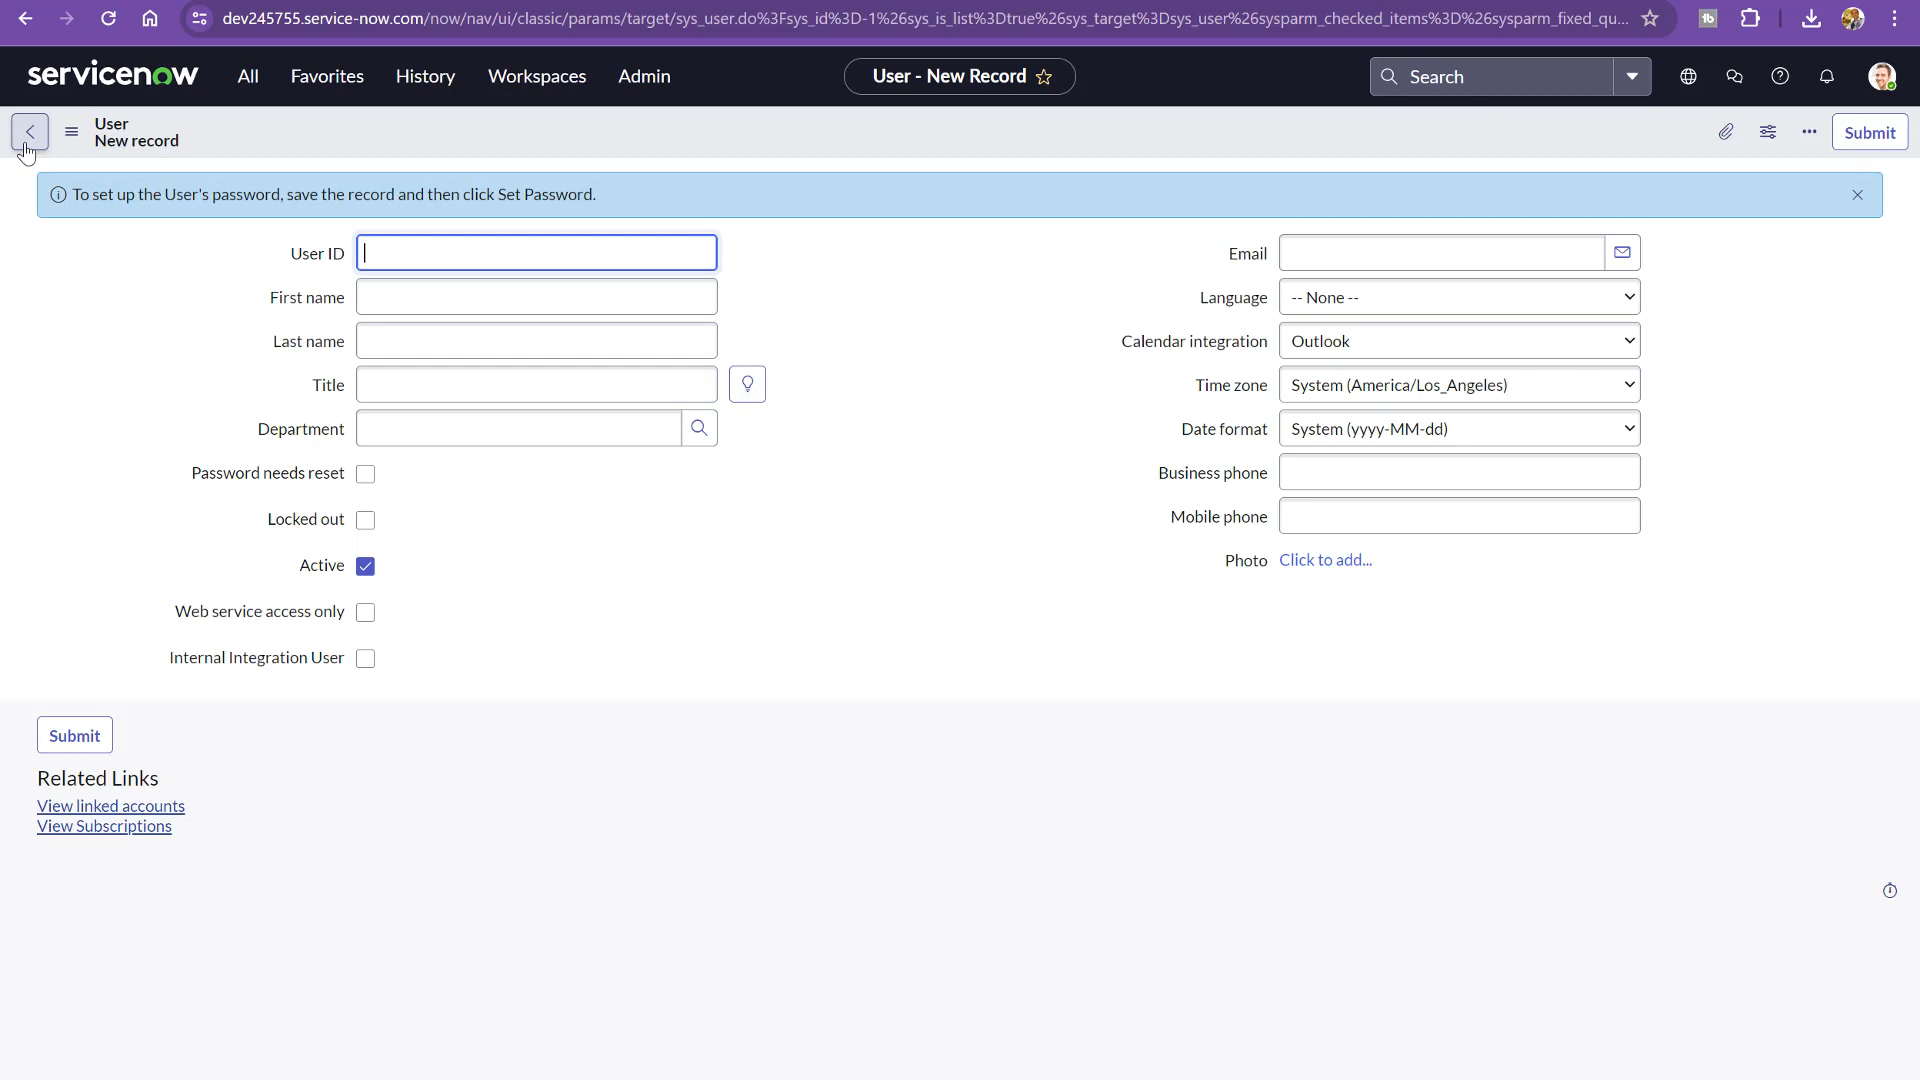 dev245755.service-now.com/now/nav/ui/classic/params/target/sys_user.do%3Fsys_id%3D-1%26sys_is_list%3Dtrue%26sys_target%3Dsys_user%26sysparm_checked_items%3D%26sysparm_fixed_qu...
servicenow All Favorites History Workspaces Admin User - New Record Search
User
New record
Submit
To set up the User's password, save the record and then click Set Password.
User ID
First name
Last name
Title
Department
Password needs reset
Locked out
Active
Web service access only
Internal Integration User
Email
Language -- None --
Calendar integration Outlook
Time zone System (America/Los_Angeles)
Date format System (yyyy-MM-dd)
Business phone
Mobile phone
Photo Click to add...
Submit
Related Links
View linked accounts
View Subscriptions